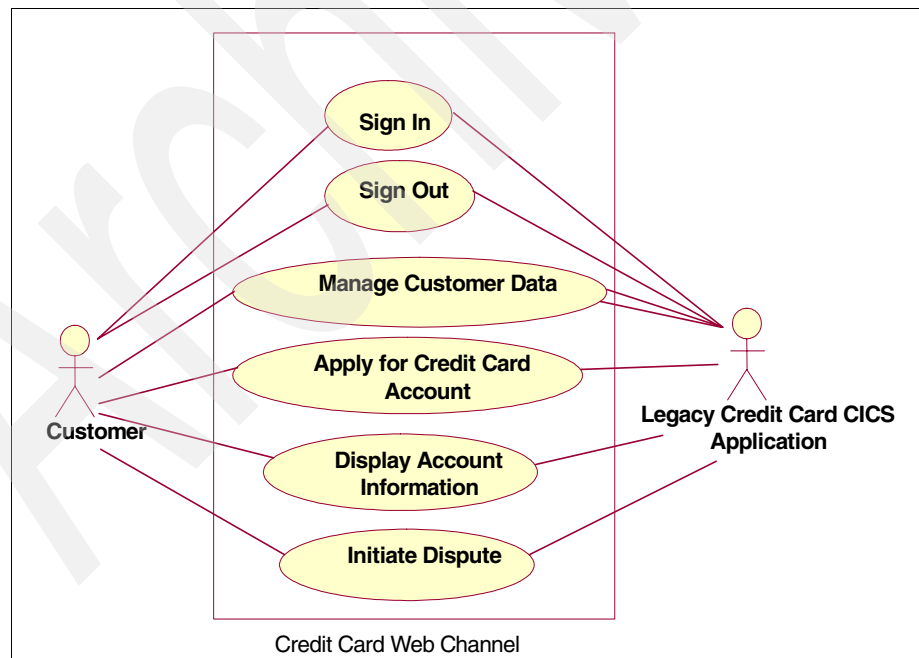 Sign In
Sign Out
Manage Customer Data
Apply for Credit Card
Account
Customer
Legacy Credit Card CICS
Application
Display Account
Information
Initiate Dispute
Credit Card Web Channel